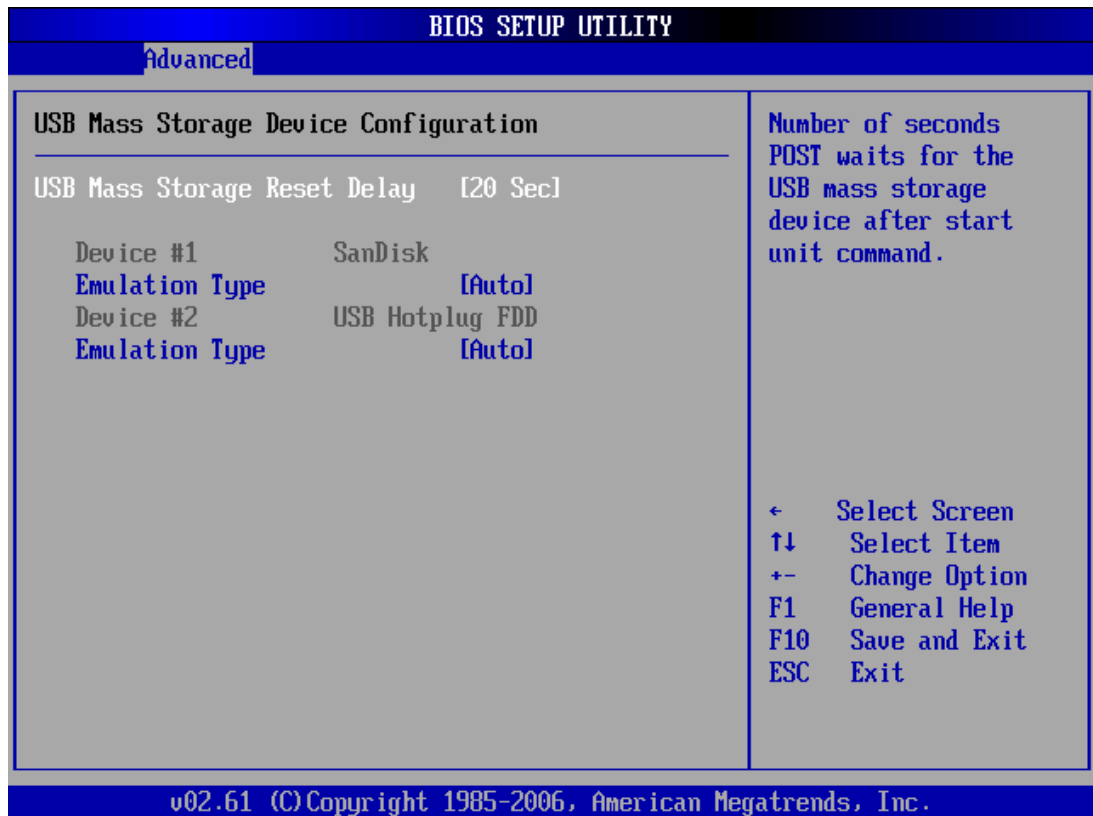 BIOS SETUP UTILITY
Advanced
USB Mass Storage Device Configuration
USB Mass Storage Reset Delay [20 Sec]
Device #1 SanDisk
Emulation Type [Auto]
Device #2 USB Hotplug FDD
Emulation Type [Auto]
Number of seconds
POST waits for the
USB mass storage
device after start
unit command.
← Select Screen
↑↓ Select Item
+- Change Option
F1 General Help
F10 Save and Exit
ESC Exit
v02.61 (C)Copyright 1985-2006, American Megatrends, Inc.